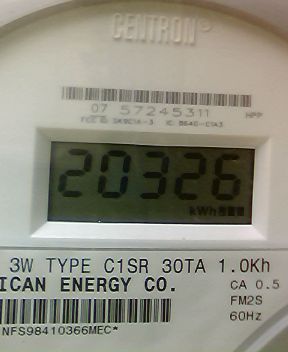 CENTRON®
07 57245311 HPP
20326
kWh
3W TYPE C1SR 30TA 1.0Kh
ICAN ENERGY CO. CA 0.5
FM2S
60Hz
NFS98410366MEC*